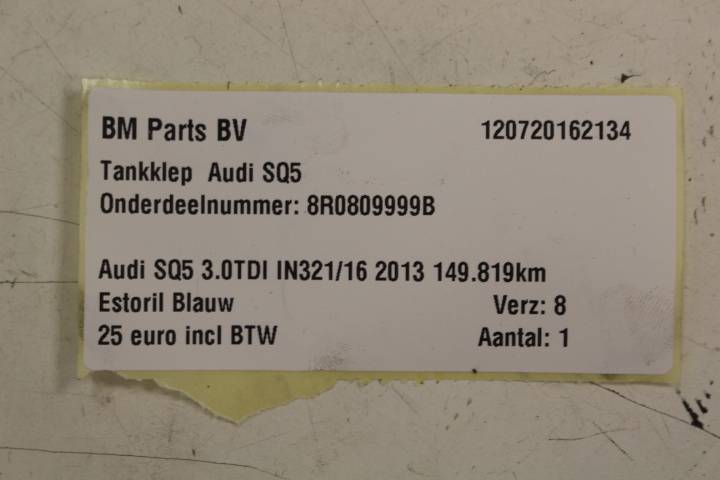 BM Parts BV 120720162134
Tankklep Audi SQ5
Onderdeelnummer: 8R0809999B
Audi SQ5 3.0TDI IN321/16 2013 149.819km
Estoril Blauw Verz: 8
25 euro incl BTW Aantal: 1